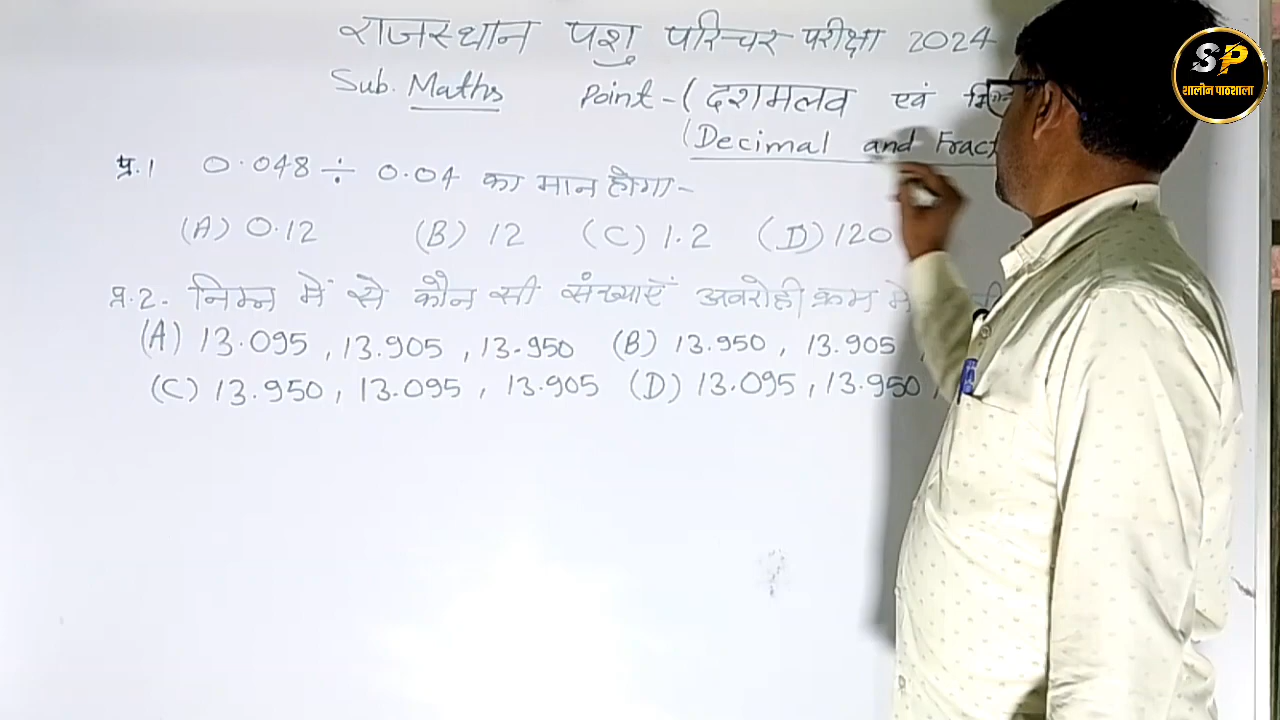 राजस्थान पशु परिचर परीक्षा 2024
Sub. Maths Point - ( दशमलव एवं
(Decimal and Fract
प्र.1 0.048 ÷ 0.04 का मान होगा -
(A) 0.12 (B) 12 (C) 1.2 (D) 120
प्र.2 - निम्न में से कौन सी संख्याएँ अवरोही क्रम मे
(A) 13.095 , 13.905 , 13.950 (B) 13.950 , 13.905 ,
(C) 13.950 , 13.095 , 13.905 (D) 13.095 , 13.950 ,
SP
शालीन पाठशाला